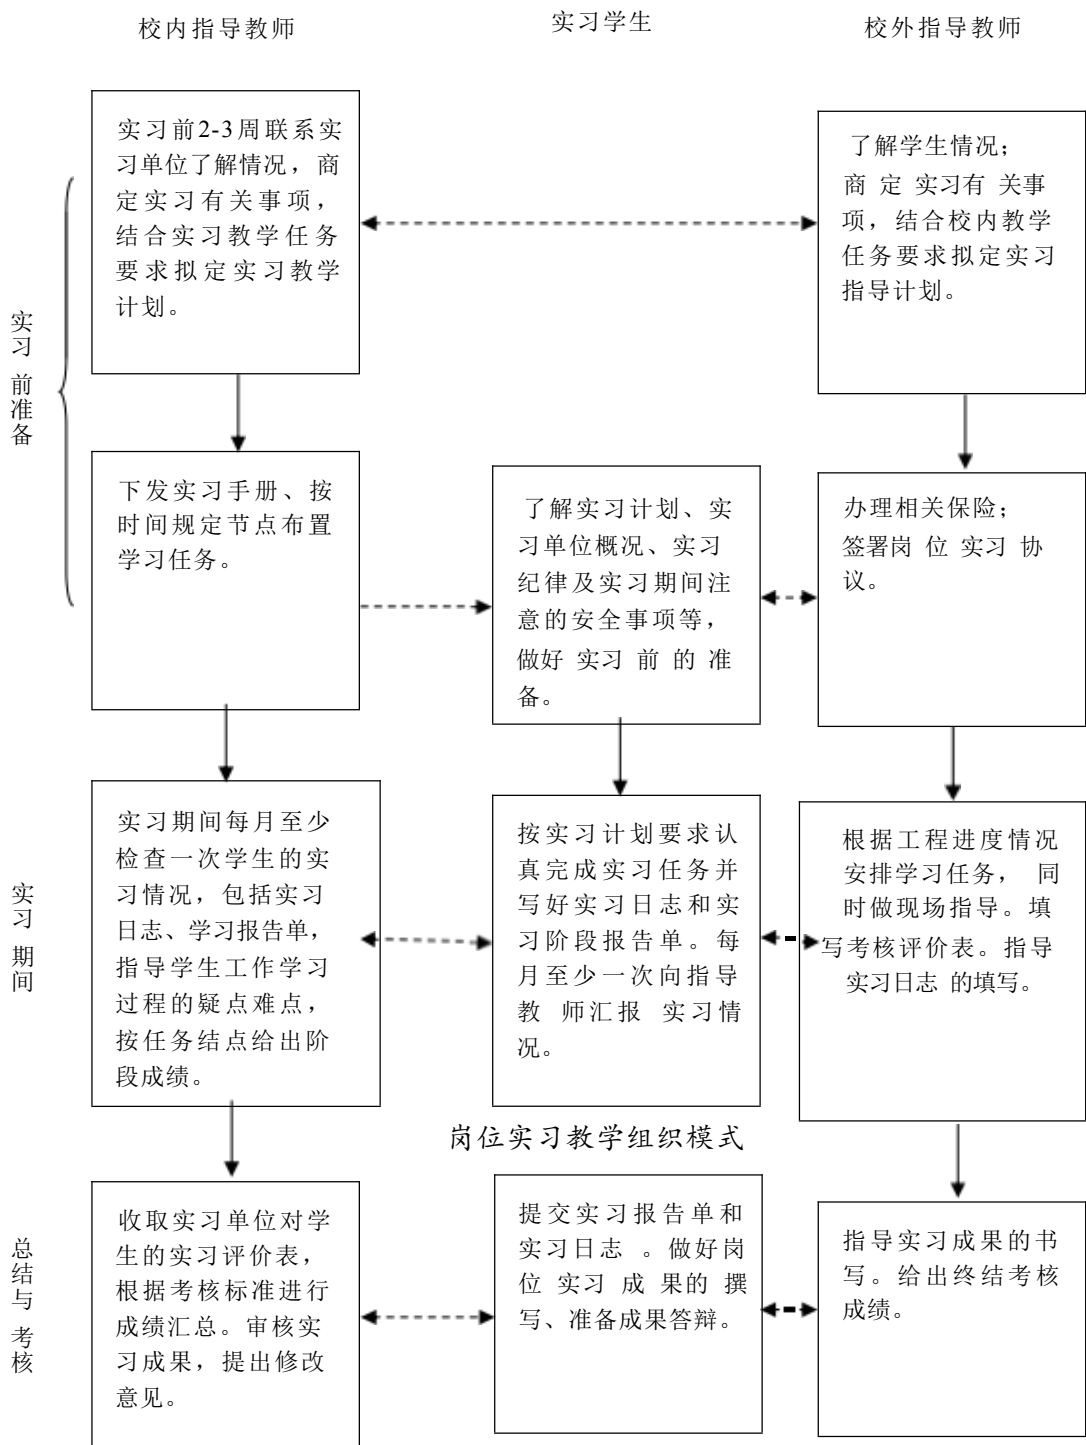 校内指导教师
实习学生
校外指导教师
实习前2-3周联系实
习单位了解情况，商
定实习有关事项，
结合实习教学任务
要求拟定实习教学
计划。
了解学生情况；
商 定 实习有 关事
项，结合校内教学
任务要求拟定实习
指导计划。
实习 前准备
下发实习手册、按
时间规定节点布置
学习任务。
了解实习计划、实
习单位概况、实习
纪律及实习期间注
意的安全事项等，
做好 实习 前 的 准
备。
办理相关保险；
签署岗 位 实习 协
议。
实习 期间
实习期间每月至少
检查一次学生的实
习情况，包括实习
日志、学习报告单，
指导学生工作学习
过程的疑点难点，
按任务结点给出阶
段成绩。
按实习计划要求认
真完成实习任务并
写好实习日志和实
习阶段报告单。每
月至少一次向指导
教 师汇报 实习情
况。
根据工程进度情况
安排学习任务， 同
时做现场指导。填
写考核评价表。指导
实习日志 的填写。
岗位实习教学组织模式
总结与 考核
收取实习单位对学
生的实习评价表，
根据考核标准进行
成绩汇总。审核实
习成果，提出修改
意见。
提交实习报告单和
实习日志 。做好岗
位 实习 成 果的 撰
写、准备成果答辩。
指导实习成果的书
写。给出终结考核
成绩。